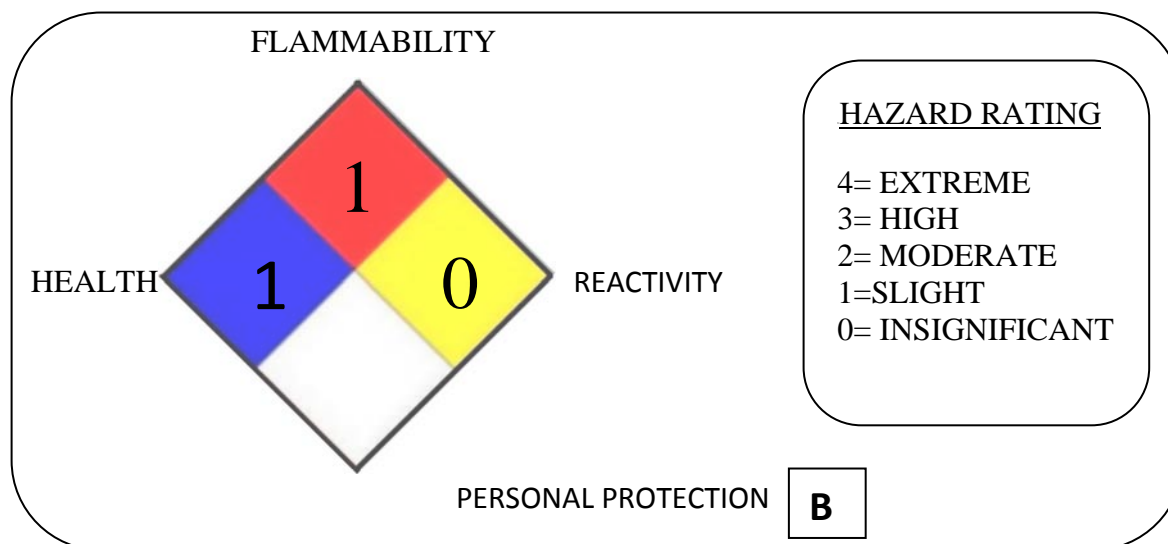 FLAMMABILITY
1
HEALTH
1
0
REACTIVITY
PERSONAL PROTECTION B
HAZARD RATING
4= EXTREME
3= HIGH
2= MODERATE
1=SLIGHT
0= INSIGNIFICANT